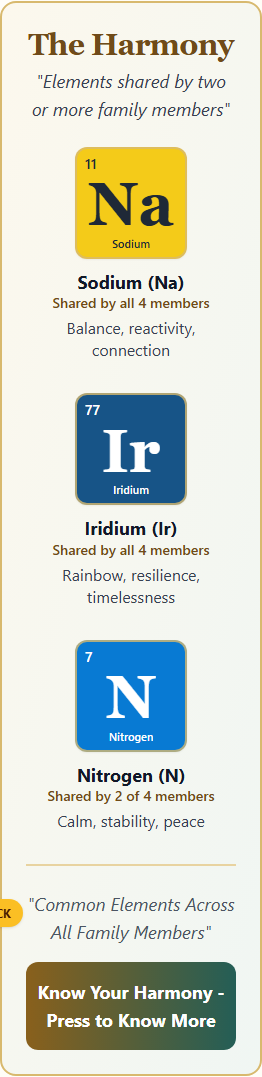 The Harmony
"Elements shared by two
or more family members"
11
Na
Sodium
Sodium (Na)
Shared by all 4 members
Balance, reactivity,
connection
77
Ir
Iridium
Iridium (Ir)
Shared by all 4 members
Rainbow, resilience,
timelessness
7
N
Nitrogen
Nitrogen (N)
Shared by 2 of 4 members
Calm, stability, peace
"Common Elements Across
All Family Members"
Know Your Harmony -
Press to Know More